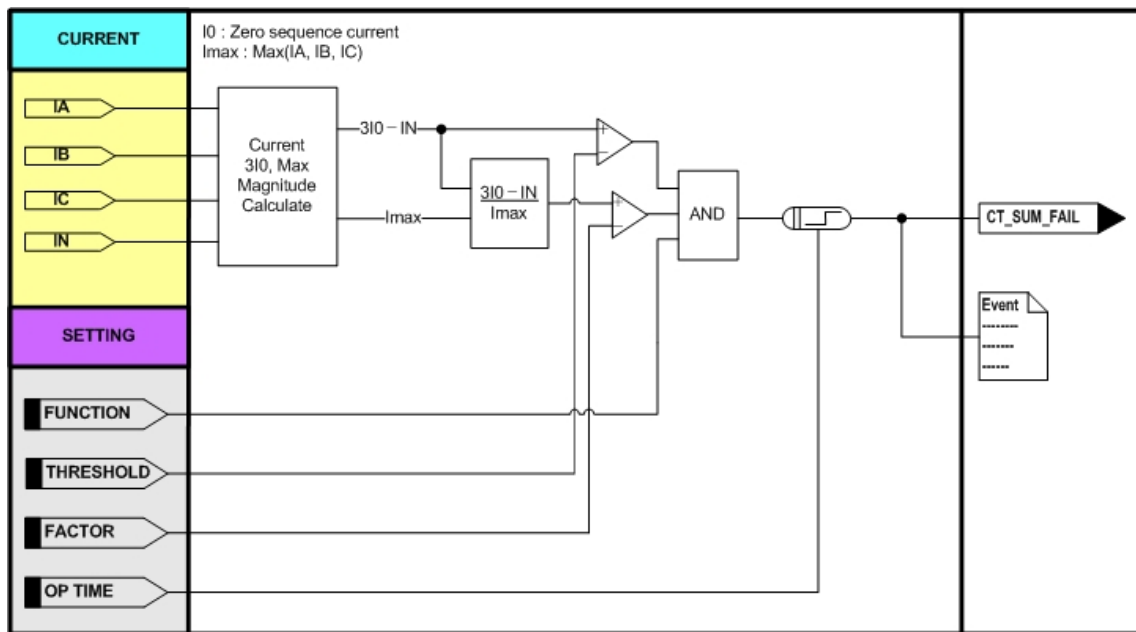 CURRENT
I0 : Zero sequence current
Imax : Max(IA, IB, IC)
IA
IB
IC
IN
Current
3I0, Max
Magnitude
Calculate
3I0-IN
Imax
3I0-IN
Imax
+
-
+
-
AND
CT_SUM_FAIL
Event
--------
-------
------
SETTING
FUNCTION
THRESHOLD
FACTOR
OP TIME